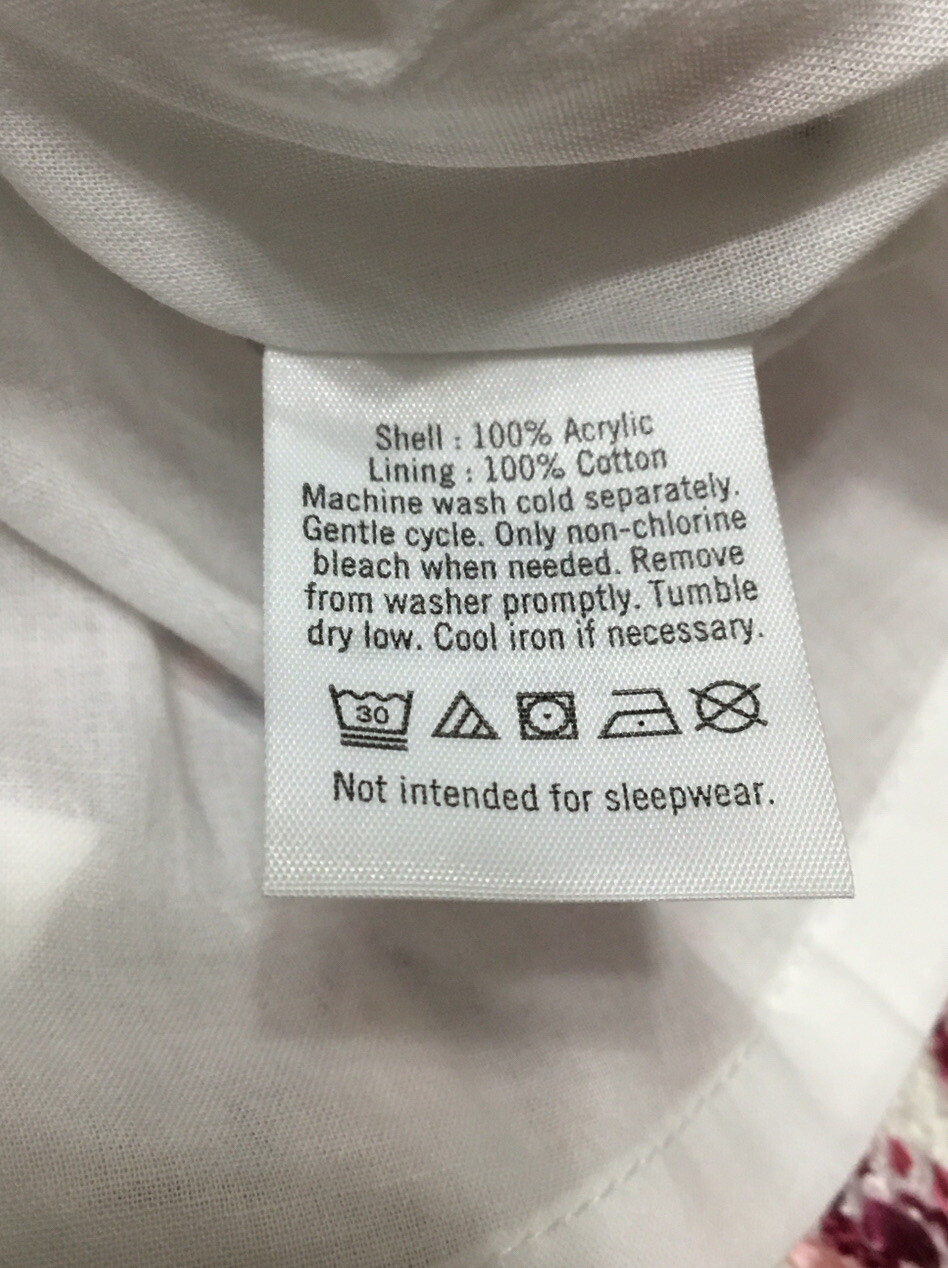 Shell : 100% Acrylic
Lining : 100% Cotton
Machine wash cold separately.
Gentle cycle. Only non-chlorine
bleach when needed. Remove
from washer promptly. Tumble
dry low. Cool iron if necessary.
30
Not intended for sleepwear.